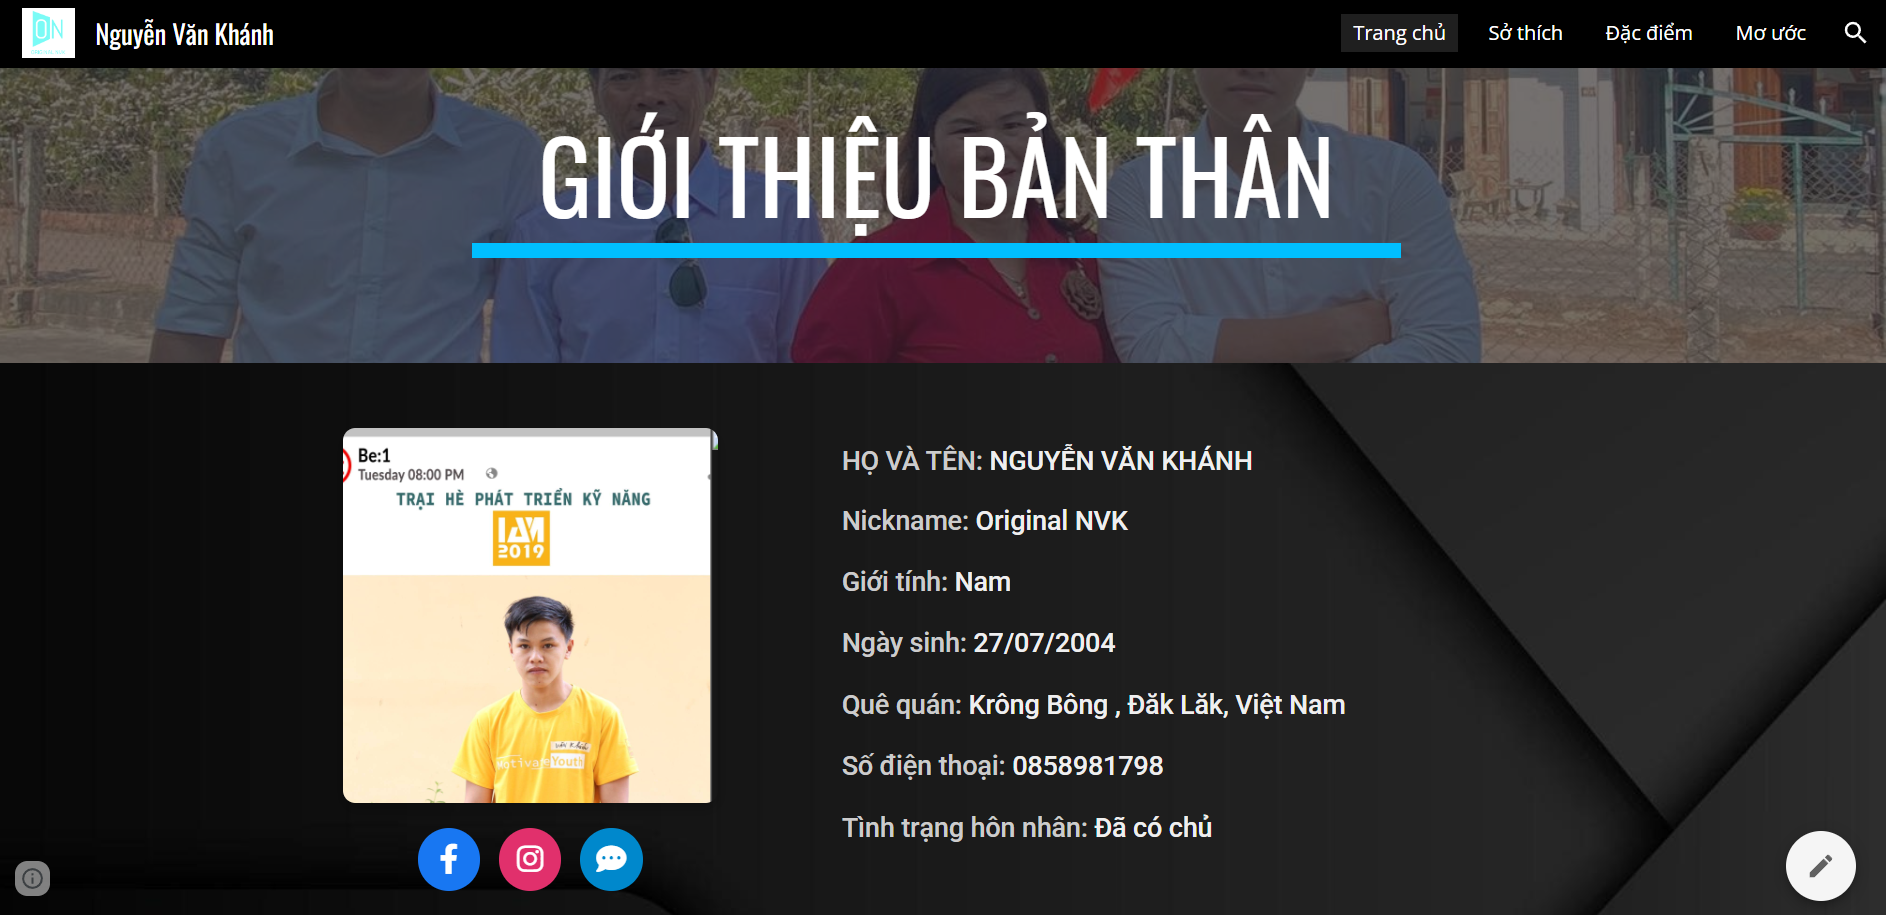 ON
Nguyễn Văn Khánh
Trang chủ
Sở thích
Đặc điểm
Mơ ước
GIỚI THIỆU BẢN THÂN
Be:1
Tuesday 08:00 PM
TRẠI HÈ PHÁT TRIỂN KỸ NĂNG
IAM
2019
MotivateYouth
HỌ VÀ TÊN: NGUYỄN VĂN KHÁNH
Nickname: Original NVK
Giới tính: Nam
Ngày sinh: 27/07/2004
Quê quán: Krông Bông , Đăk Lăk, Việt Nam
Số điện thoại: 0858981798
Tình trạng hôn nhân: Đã có chủ